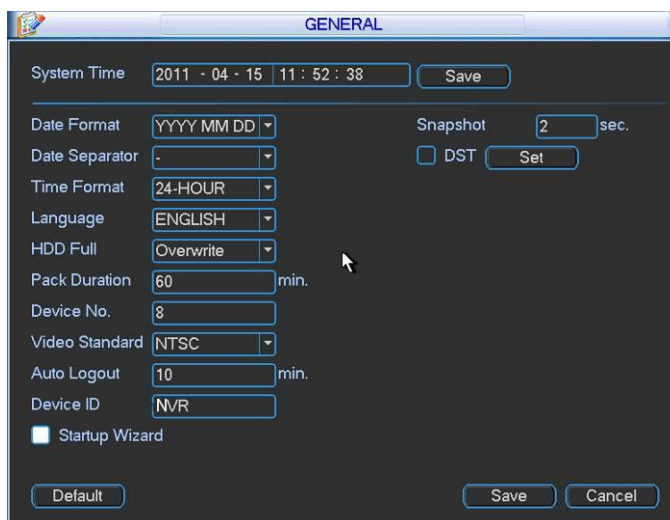 GENERAL
System Time 2011 - 04 - 15 11 : 52 : 38 Save
Date Format YYYY MM DD Snapshot 2 sec.
Date Separator - DST Set
Time Format 24-HOUR
Language ENGLISH
HDD Full Overwrite
Pack Duration 60 min.
Device No. 8
Video Standard NTSC
Auto Logout 10 min.
Device ID NVR
Startup Wizard
Default Save Cancel